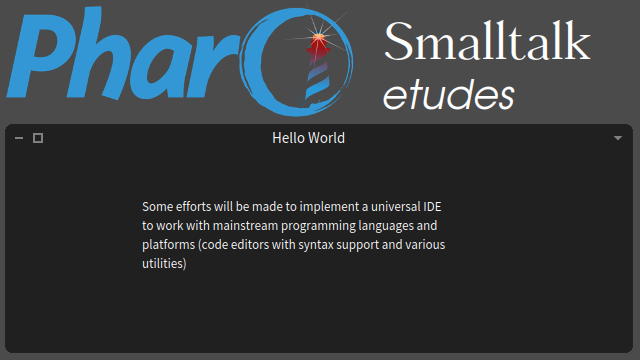 Pharo
Smalltalk
etudes
Hello World
Some efforts will be made to implement a universal IDE
to work with mainstream programming languages and
platforms (code editors with syntax support and various
utilities)